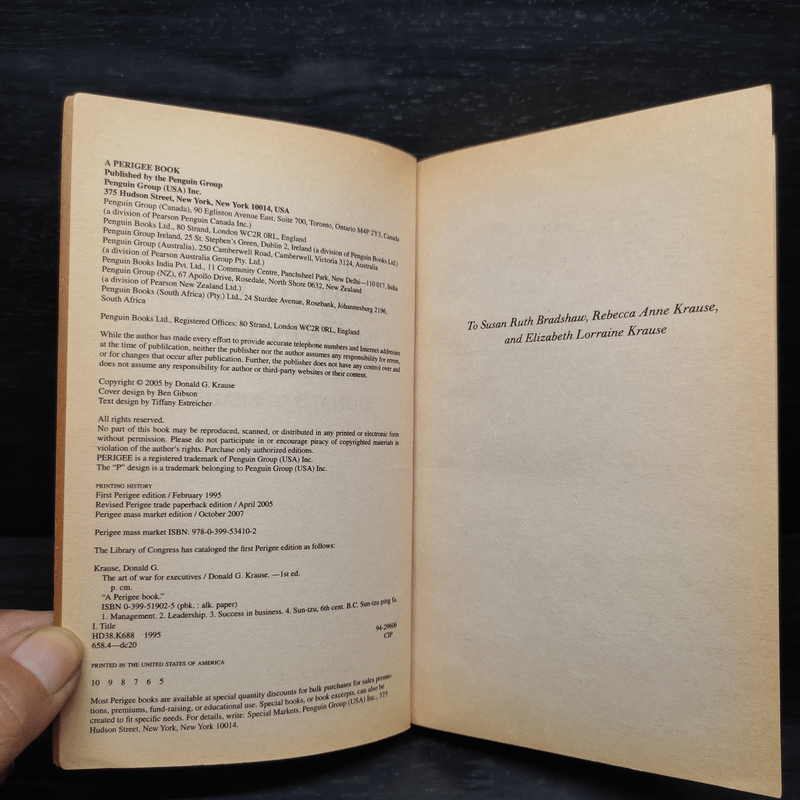 A PERIGEE BOOK
Published by the Penguin Group
Penguin Group (USA) Inc.
375 Hudson Street, New York, New York 10014, USA
Penguin Group (Canada), 90 Eglinton Avenue East, Suite 700, Toronto, Ontario M4P 2Y3, Canada
(a division of Pearson Penguin Canada Inc.)
Penguin Books Ltd., 80 Strand, London WC2R 0RL, England
Penguin Group Ireland, 25 St. Stephen's Green, Dublin 2, Ireland (a division of Penguin Books Ltd.)
Penguin Group (Australia), 250 Camberwell Road, Camberwell, Victoria 3124, Australia
(a division of Pearson Australia Group Pty. Ltd.)
Penguin Books India Pvt. Ltd., 11 Community Centre, Panchsheel Park, New Delhi—110 017, India
Penguin Group (NZ), 67 Apollo Drive, Rosedale, North Shore 0632, New Zealand
(a division of Pearson New Zealand Ltd.)
Penguin Books (South Africa) (Pty.) Ltd., 24 Sturdee Avenue, Rosebank, Johannesburg 2196,
South Africa
Penguin Books Ltd., Registered Offices: 80 Strand, London WC2R 0RL, England
While the author has made every effort to provide accurate telephone numbers and Internet addresses
at the time of publication, neither the publisher nor the author assumes any responsibility for errors,
or for changes that occur after publication. Further, the publisher does not have any control over and
does not assume any responsibility for author or third-party websites or their content.
Copyright © 2005 by Donald G. Krause
Cover design by Ben Gibson
Text design by Tiffany Estreicher
All rights reserved.
No part of this book may be reproduced, scanned, or distributed in any printed or electronic form
without permission. Please do not participate in or encourage piracy of copyrighted materials in
violation of the author's rights. Purchase only authorized editions.
PERIGEE is a registered trademark of Penguin Group (USA) Inc.
The "P" design is a trademark belonging to Penguin Group (USA) Inc.
PRINTING HISTORY
First Perigee edition / February 1995
Revised Perigee trade paperback edition / April 2005
Perigee mass market edition / October 2007
Perigee mass market ISBN: 978-0-399-53410-2
The Library of Congress has cataloged the first Perigee edition as follows:
Krause, Donald G.
The art of war for executives / Donald G. Krause. —1st ed.
p. cm.
"A Perigee book."
ISBN 0-399-51902-5 (pbk. : alk. paper)
1. Management. 2. Leadership. 3. Success in business. 4. Sun-tzu, 6th cent. B.C. Sun-tzu ping fa.
I. Title
HD38.K688 1995 94-29606
658.4—dc20 CIP
PRINTED IN THE UNITED STATES OF AMERICA
10 9 8 7 6 5
Most Perigee books are available at special quantity discounts for bulk purchases for sales promo-
tions, premiums, fund-raising, or educational use. Special books, or book excerpts, can also be
created to fit specific needs. For details, write: Special Markets, Penguin Group (USA) Inc., 375
Hudson Street, New York, New York 10014.
To Susan Ruth Bradshaw, Rebecca Anne Krause,
and Elizabeth Lorraine Krause